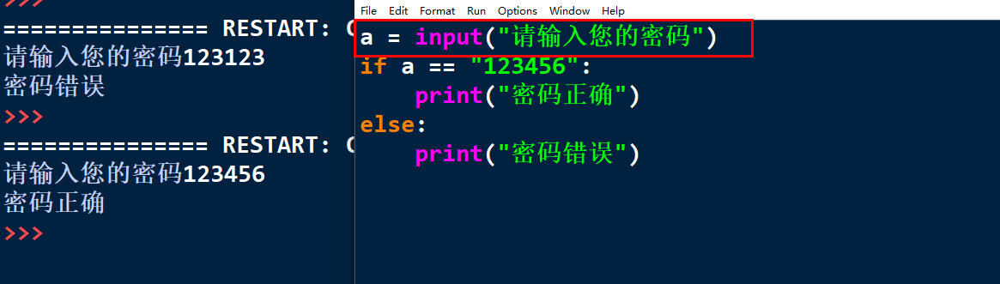 >>>
=============== RESTART: C
请输入您的密码123123
密码错误
>>>
=============== RESTART: C
请输入您的密码123456
密码正确
>>>
File Edit Format Run Options Window Help
a = input("请输入您的密码")
if a == "123456":
    print("密码正确")
else:
    print("密码错误")